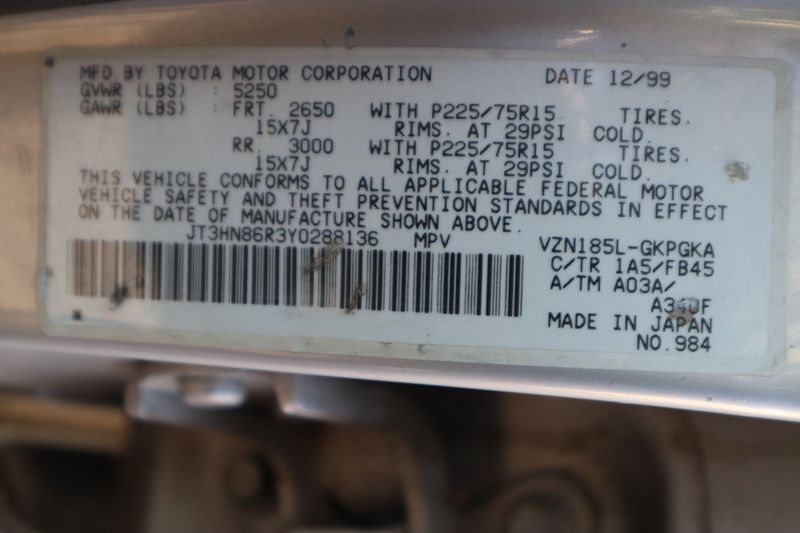 MFD BY TOYOTA MOTOR CORPORATION DATE 12/99
GVWR (LBS) : 5250
GAWR (LBS) : FRT. 2650 WITH P225/75R15 TIRES.
15X7J RIMS. AT 29PSI COLD.
RR. 3000 WITH P225/75R15 TIRES.
15X7J RIMS. AT 29PSI COLD.
THIS VEHICLE CONFORMS TO ALL APPLICABLE FEDERAL MOTOR
VEHICLE SAFETY AND THEFT PREVENTION STANDARDS IN EFFECT
ON THE DATE OF MANUFACTURE SHOWN ABOVE.
JT3HN86R3Y0288136 MPV VZN185L-GKPGKA
C/TR 1A5/FB45
A/TM A03A/
A340F
MADE IN JAPAN
NO.984